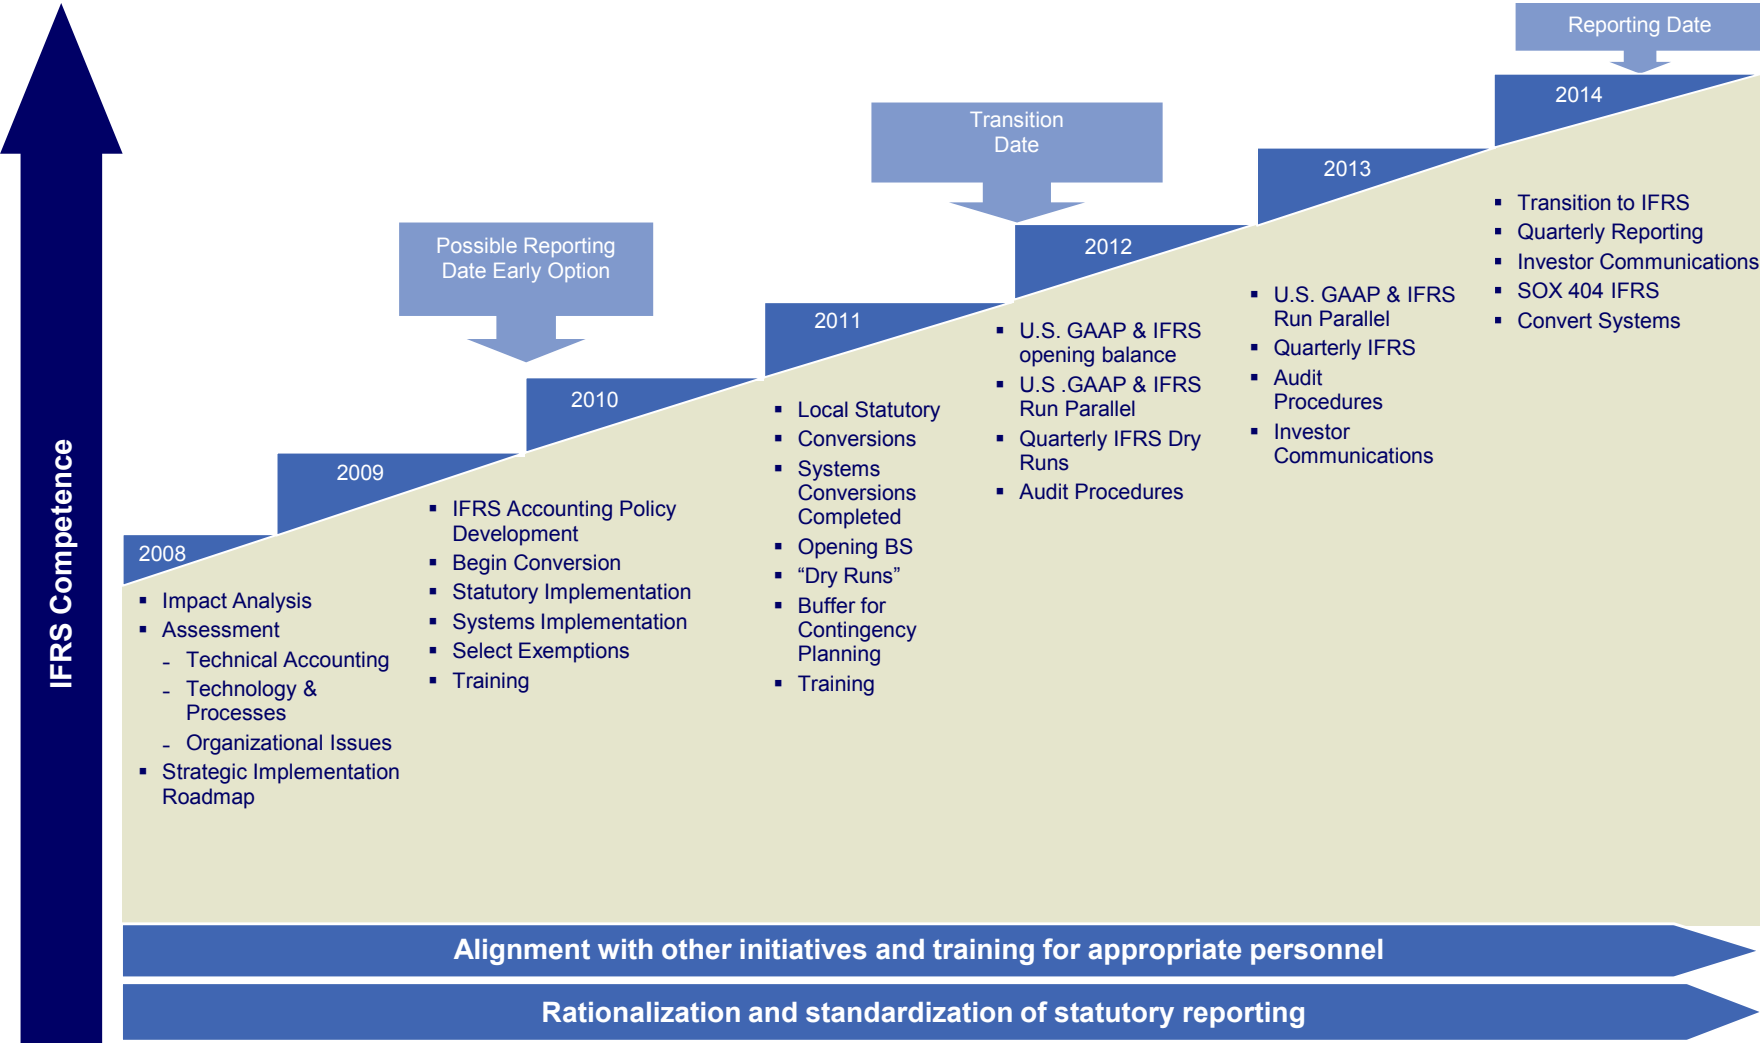 IFRS Competence
Reporting Date
2014
Transition
Date
2013
Possible Reporting
Date Early Option
2012
2011
2010
2009
2008
▪ Impact Analysis
▪ Assessment
- Technical Accounting
- Technology &
Processes
- Organizational Issues
▪ Strategic Implementation
Roadmap
▪ IFRS Accounting Policy
Development
▪ Begin Conversion
▪ Statutory Implementation
▪ Systems Implementation
▪ Select Exemptions
▪ Training
▪ Local Statutory
▪ Conversions
▪ Systems
Conversions
Completed
▪ Opening BS
▪ “Dry Runs”
▪ Buffer for
Contingency
Planning
▪ Training
▪ U.S. GAAP & IFRS
opening balance
▪ U.S .GAAP & IFRS
Run Parallel
▪ Quarterly IFRS Dry
Runs
▪ Audit Procedures
▪ U.S. GAAP & IFRS
Run Parallel
▪ Quarterly IFRS
▪ Audit
Procedures
▪ Investor
Communications
▪ Transition to IFRS
▪ Quarterly Reporting
▪ Investor Communications
▪ SOX 404 IFRS
▪ Convert Systems
Alignment with other initiatives and training for appropriate personnel
Rationalization and standardization of statutory reporting